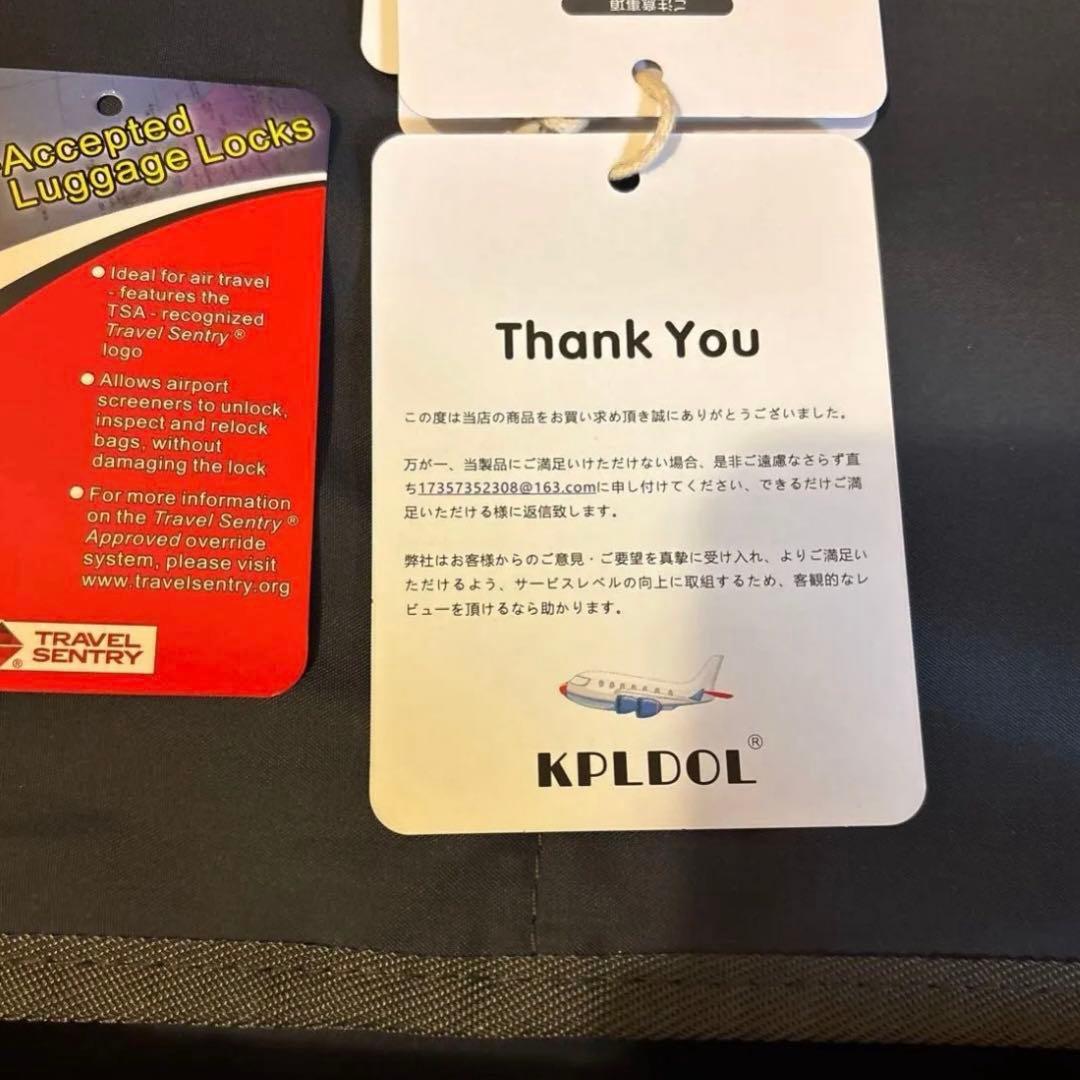 ご注意事項
Accepted
Luggage Locks
Ideal for air travel
- features the
TSA - recognized
Travel Sentry ®
logo
Allows airport
screeners to unlock,
inspect and relock
bags, without
damaging the lock
For more information
on the Travel Sentry ®
Approved override
system, please visit
www.travelsentry.org
TRAVEL
SENTRY
®
Thank You
この度は当店の商品をお買い求め頂き誠にありがとうございました。
万が一、当製品にご満足いただけない場合、是非ご遠慮なさらず直
ち17357352308@163.comに申し付けてください、できるだけご満
足いただける様に返信致します。
弊社はお客様からのご意見・ご要望を真摯に受け入れ、よりご満足い
ただけるよう、サービスレベルの向上に取組するため、客観的なレ
ビューを頂けるなら助かります。
KPLDOL®